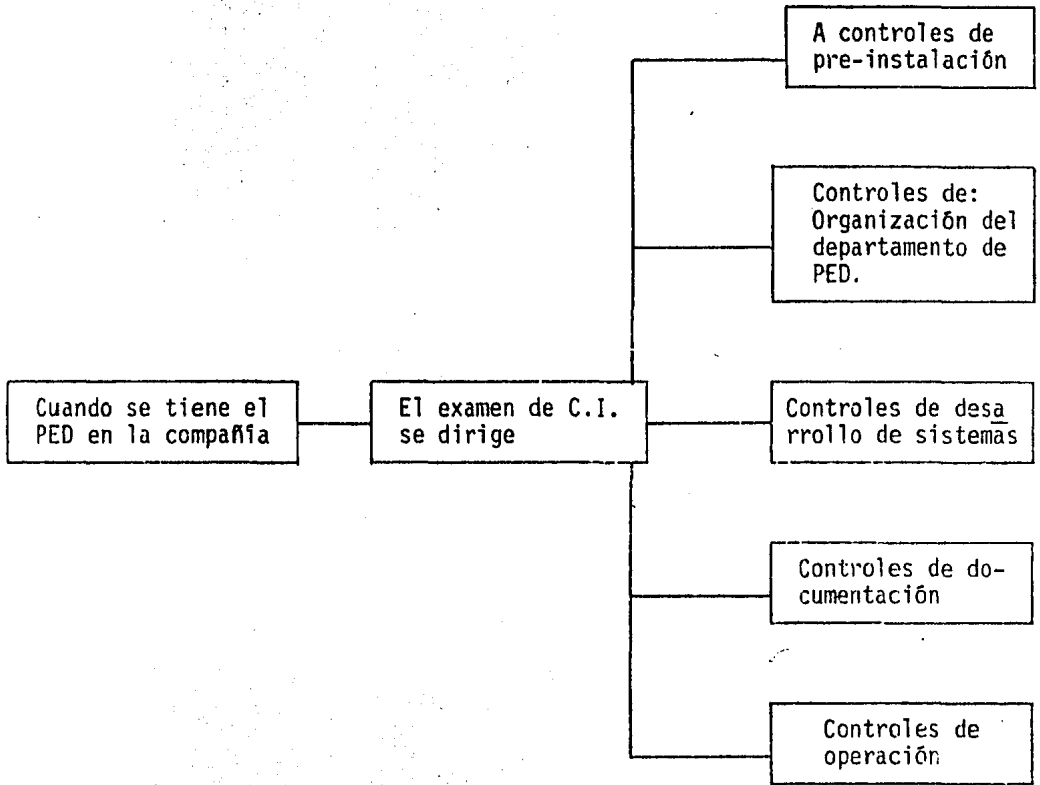 A controles de
pre-instalación
Controles de:
Organización del
departamento de
PED.
Cuando se tiene el
PED en la compañia
El examen de C.I.
se dirige
Controles de desa
rrollo de sistemas
Controles de do-
cumentación
Controles de
operación